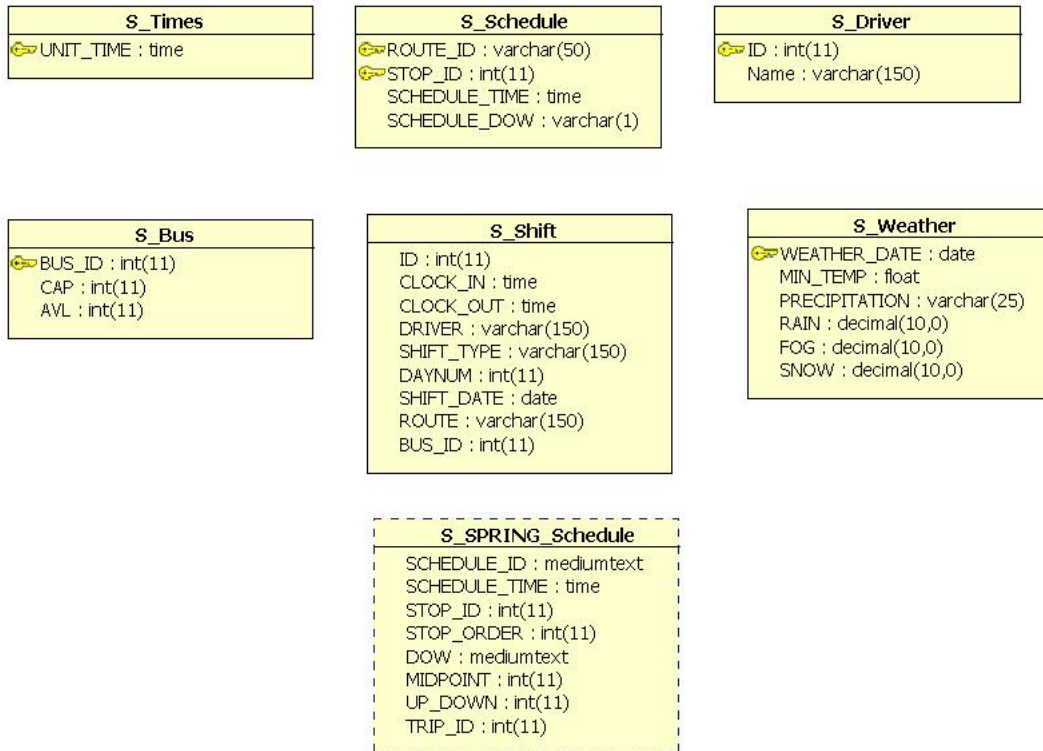 S_Times
UNIT_TIME : time
S_Schedule
ROUTE_ID : varchar(50)
STOP_ID : int(11)
SCHEDULE_TIME : time
SCHEDULE_DOW : varchar(1)
S_Driver
ID : int(11)
Name : varchar(150)
S_Bus
BUS_ID : int(11)
CAP : int(11)
AVL : int(11)
S_Shift
ID : int(11)
CLOCK_IN : time
CLOCK_OUT : time
DRIVER : varchar(150)
SHIFT_TYPE : varchar(150)
DAYNUM : int(11)
SHIFT_DATE : date
ROUTE : varchar(150)
BUS_ID : int(11)
S_Weather
WEATHER_DATE : date
MIN_TEMP : float
PRECIPITATION : varchar(25)
RAIN : decimal(10,0)
FOG : decimal(10,0)
SNOW : decimal(10,0)
S_SPRING_Schedule
SCHEDULE_ID : mediumtext
SCHEDULE_TIME : time
STOP_ID : int(11)
STOP_ORDER : int(11)
DOW : mediumtext
MIDPOINT : int(11)
UP_DOWN : int(11)
TRIP_ID : int(11)